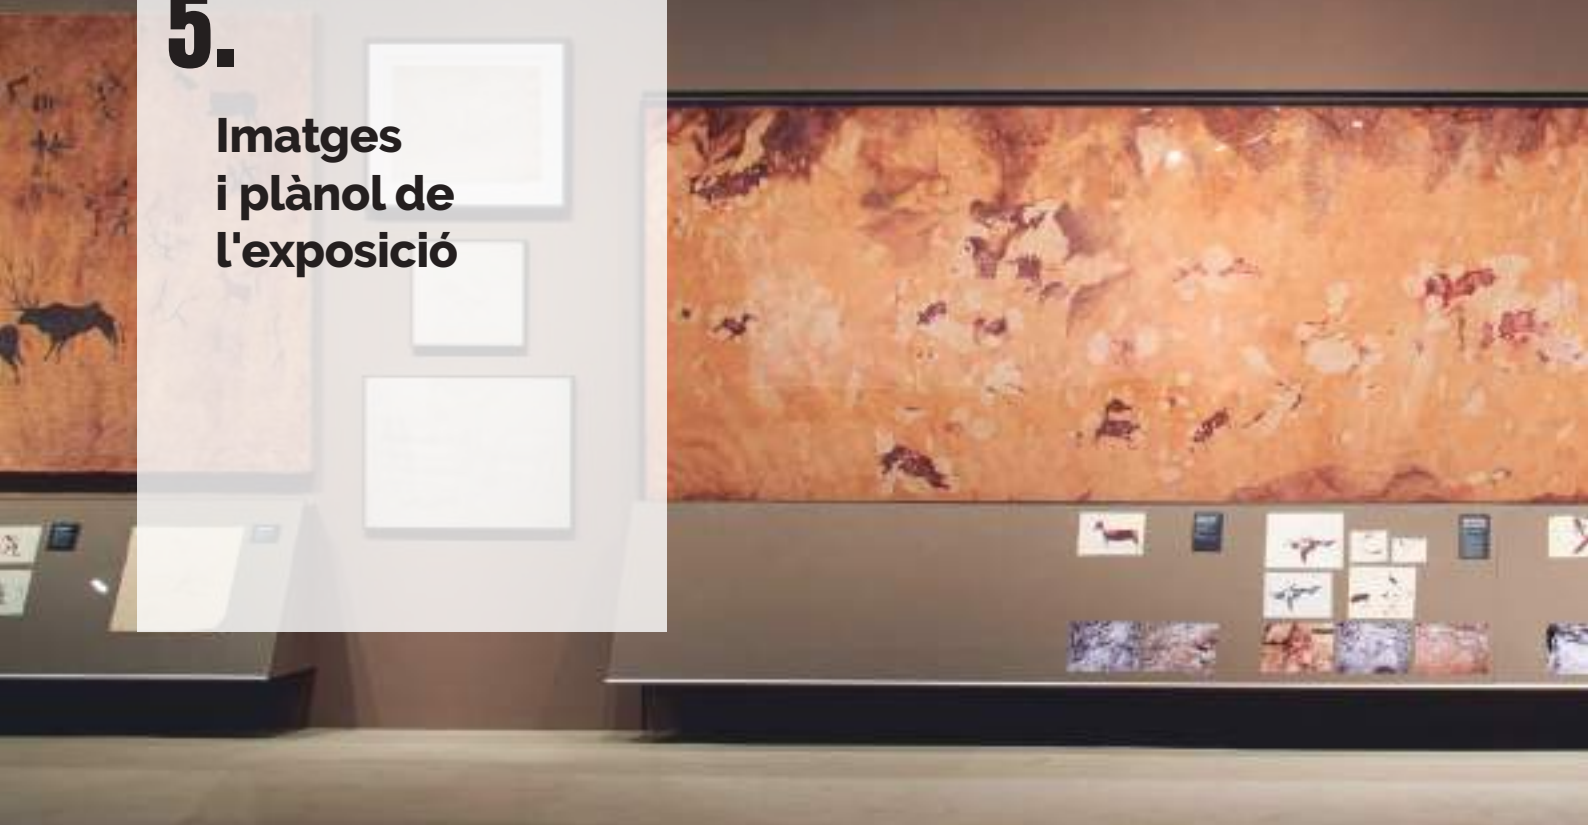 5.
Imatges
i plànol de
l'exposició